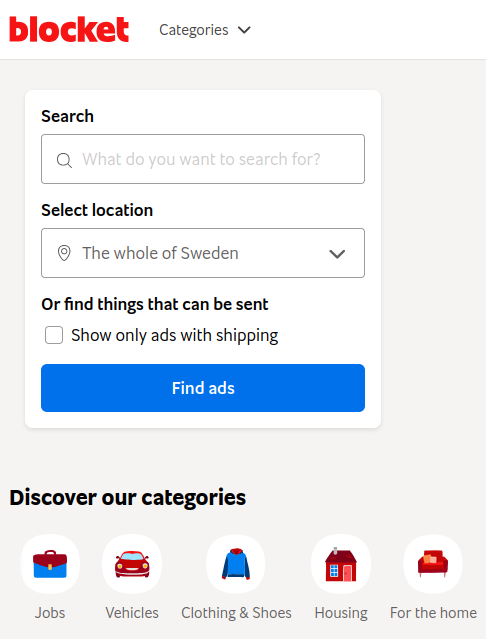 blocket
Categories
Search
What do you want to search for?
Select location
The whole of Sweden
Or find things that can be sent
Show only ads with shipping
Find ads
Discover our categories
Jobs
Vehicles
Clothing & Shoes
Housing
For the home